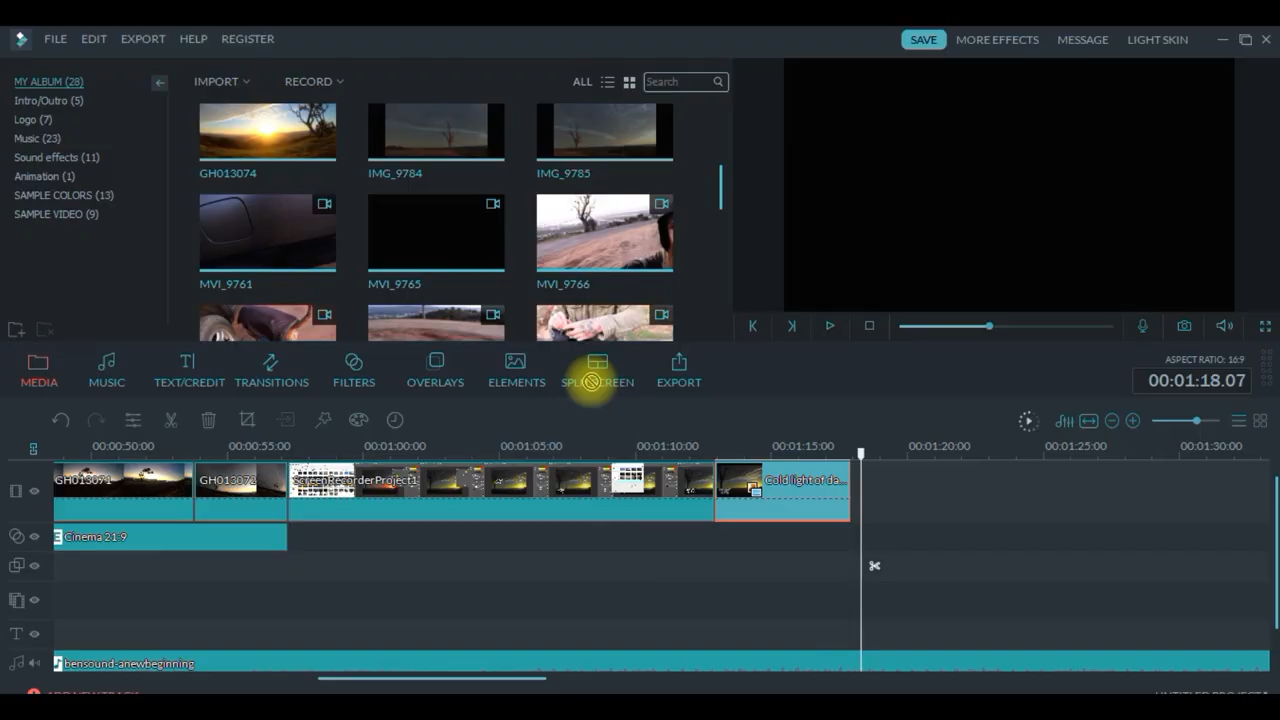 FILE EDIT EXPORT HELP REGISTER SAVE MORE EFFECTS MESSAGE LIGHT SKIN
MY ALBUM (28)
Intro/Outro (5)
Logo (7)
Music (23)
Sound effects (11)
Animation (1)
SAMPLE COLORS (13)
SAMPLE VIDEO (9)
IMPORT RECORD ALL Search
GH013074 IMG_9784 IMG_9785
MVI_9761 MVI_9765 MVI_9766
MEDIA MUSIC TEXT/CREDIT TRANSITIONS FILTERS OVERLAYS ELEMENTS SPLITSCREEN EXPORT
ASPECT RATIO: 16:9
00:01:18.07
00:00:50:00 00:00:55:00 00:01:00:00 00:01:05:00 00:01:10:00 00:01:15:00 00:01:20:00 00:01:25:00 00:01:30:00
GH013071 GH013072 ScreenRecorderProject1 Cold light of da...
Cinema 21:9
bensound-anewbeginning